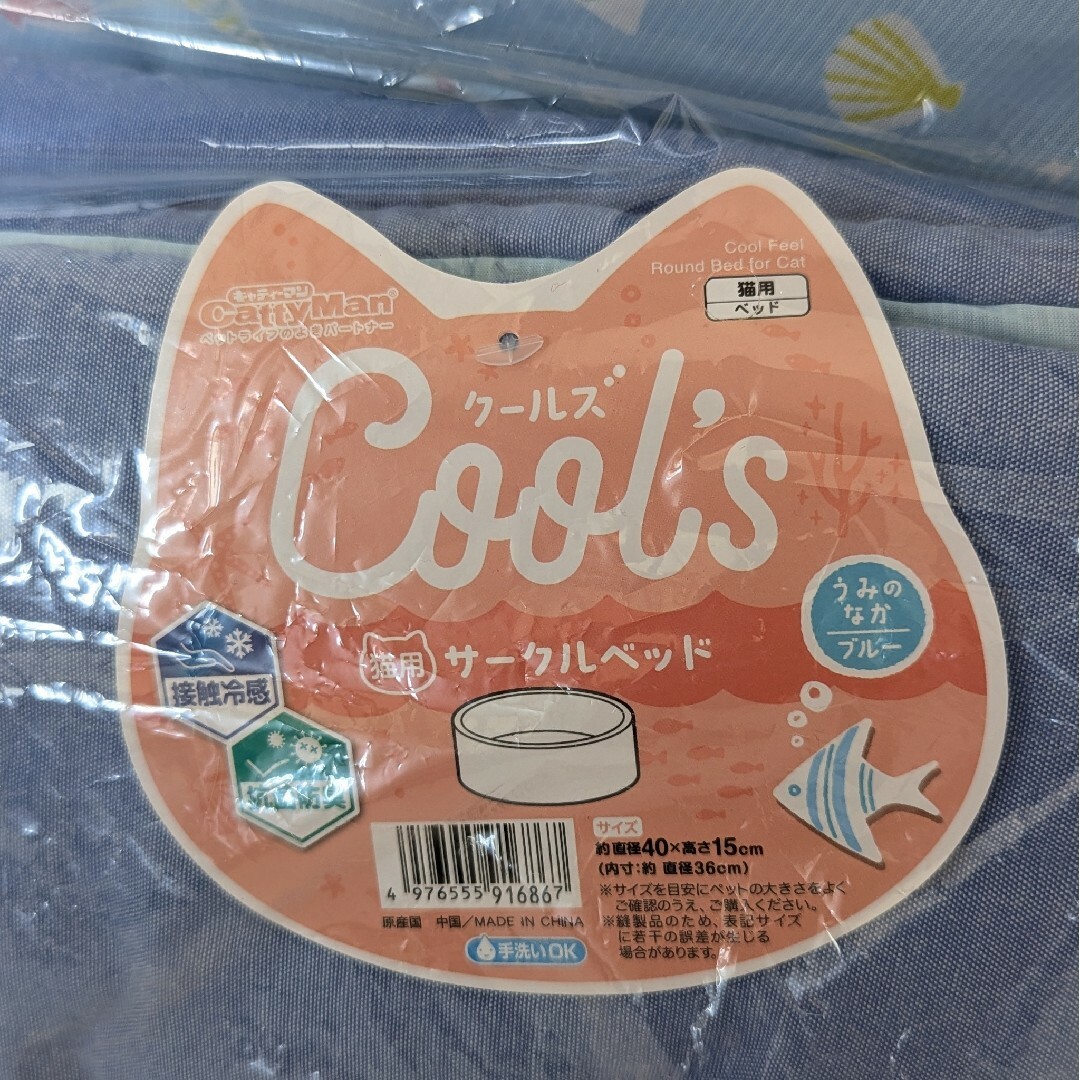 Cool Feel
Round Bed for Cat
猫用
ベッド
キャティーマン
CattyMan®
ペットライフのよきパートナー
クールズ
Cool's
うみの
なか
ブルー
猫用 サークルベッド
接触冷感
サイズ
約 直径40×高さ15cm
(内寸:約 直径36cm)
※サイズを目安にペットの大きさをよく
ご確認のうえ、ご購入ください。
※縫製品のため、表記サイズ
に若干の誤差が生じる
場合があります。
4 976555 916867
原産国 中国/MADE IN CHINA
手洗いOK